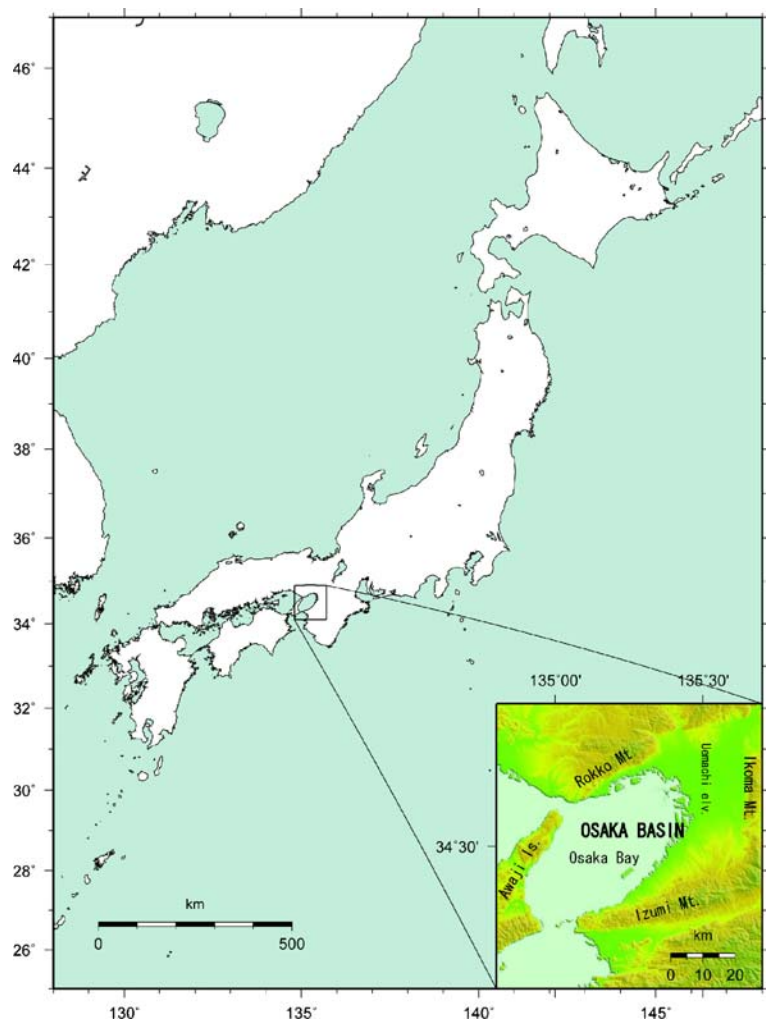 46°
44°
42°
40°
38°
36°
34°
32°
30°
28°
26°
130°
135°
140°
145°
km
0
500
135°00'
135°30'
34°30'
Rokko Mt.
Uemachi elv.
Ikoma Mt.
OSAKA BASIN
Osaka Bay
Awaji Is.
Izumi Mt.
km
0 10 20